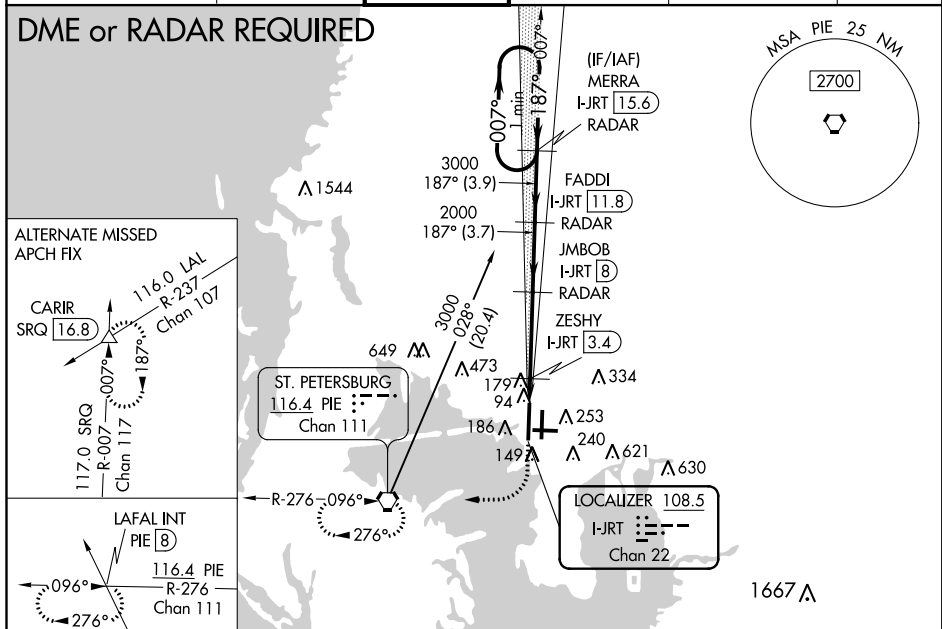 DME or RADAR REQUIRED
MSA PIE 25 NM
2700
(IF/IAF)
MERRA
I-JRT 15.6
RADAR
007°
187°
007°
1 min
3000
187° (3.9)
FADDI
I-JRT 11.8
RADAR
2000
187° (3.7)
JMBOB
I-JRT 8
RADAR
ZESHY
I-JRT 3.4
1544
3000
028°
(20.4)
649
473
179
94
334
186
253
149
240
621
630
1667
ST. PETERSBURG
116.4 PIE
Chan 111
R-276
096°
276°
LOCALIZER 108.5
I-JRT
Chan 22
ALTERNATE MISSED
APCH FIX
CARIR
SRQ 16.8
116.0 LAL
R-237
Chan 107
007°
187°
117.0 SRQ
R-007
Chan 117
LAFAL INT
PIE 8
096°
276°
116.4 PIE
R-276
Chan 111